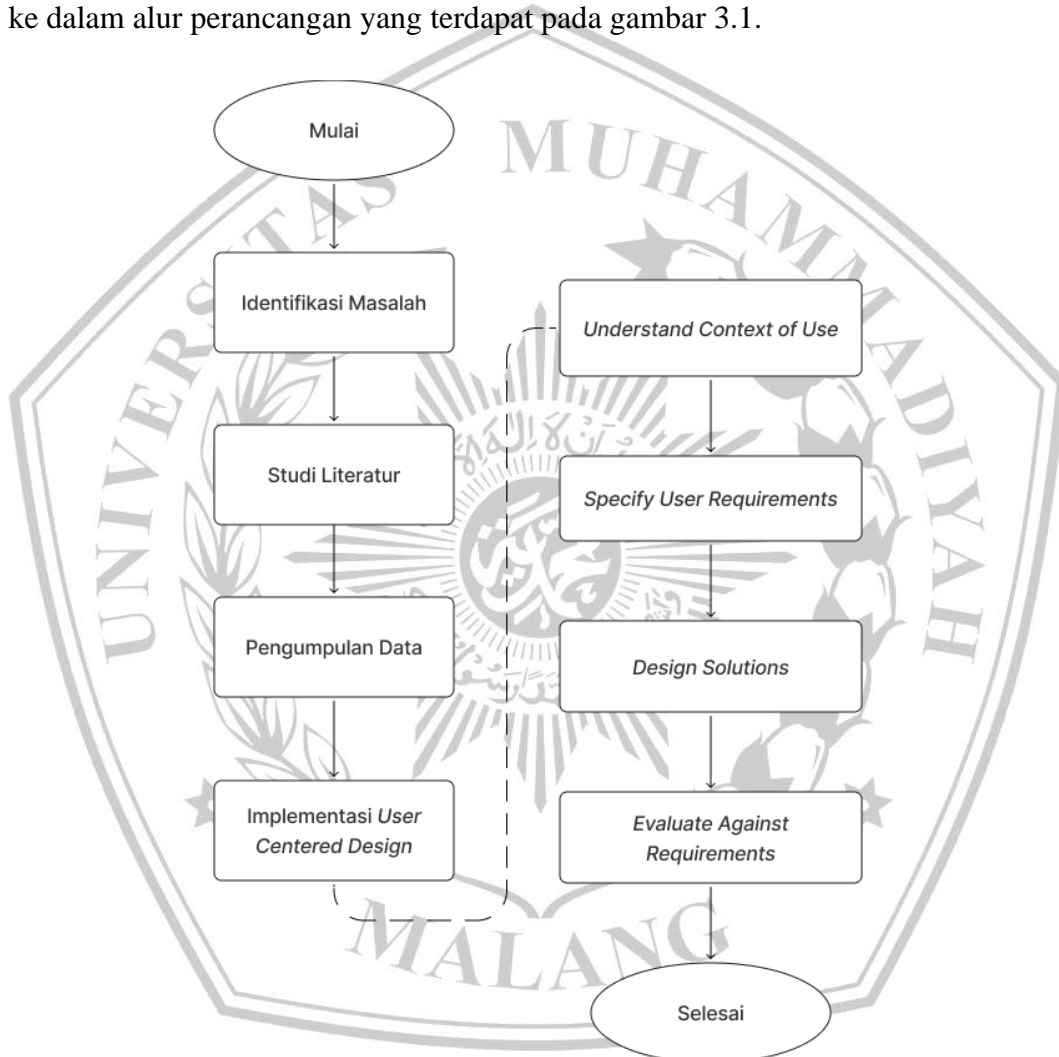 ke dalam alur perancangan yang terdapat pada gambar 3.1.
Mulai
Identifikasi Masalah
Studi Literatur
Pengumpulan Data
Implementasi User
Centered Design
Understand Context of Use
Specify User Requirements
Design Solutions
Evaluate Against
Requirements
Selesai
UNIVERSITAS MUHAMMADIYAH
MALANG